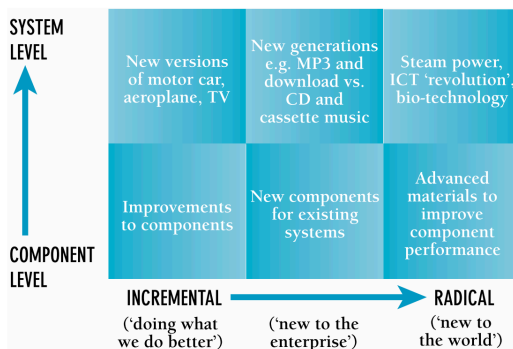 SYSTEM
LEVEL
New versions
of motor car,
aeroplane, TV
New generations
e.g. MP3 and
download vs.
CD and
cassette music
Steam power,
ICT ‘revolution’,
bio-technology
Improvements
to components
New components
for existing
systems
Advanced
materials to
improve
component
performance
COMPONENT
LEVEL
INCREMENTAL
RADICAL
(‘doing what
we do better’)
(‘new to the
enterprise’)
(‘new to
the world’)